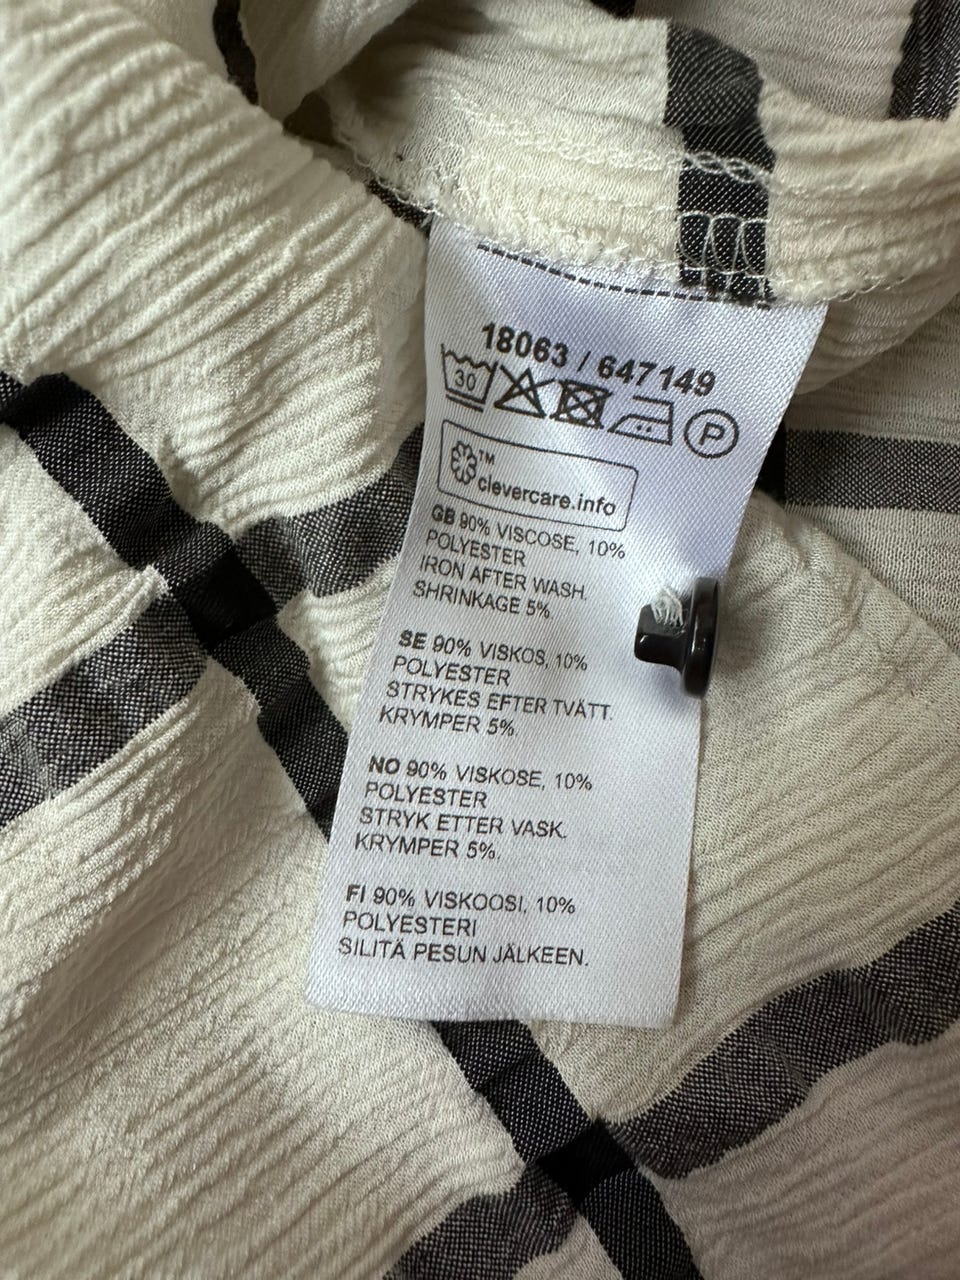 18063 / 647149
30 P
™
clevercare.info
GB 90% VISCOSE, 10%
POLYESTER
IRON AFTER WASH.
SHRINKAGE 5%.
SE 90% VISKOS, 10%
POLYESTER
STRYKES EFTER TVÄTT.
KRYMPER 5%.
NO 90% VISKOSE, 10%
POLYESTER
STRYK ETTER VASK.
KRYMPER 5%.
FI 90% VISKOOSI, 10%
POLYESTERI
SILITÄ PESUN JÄLKEEN.